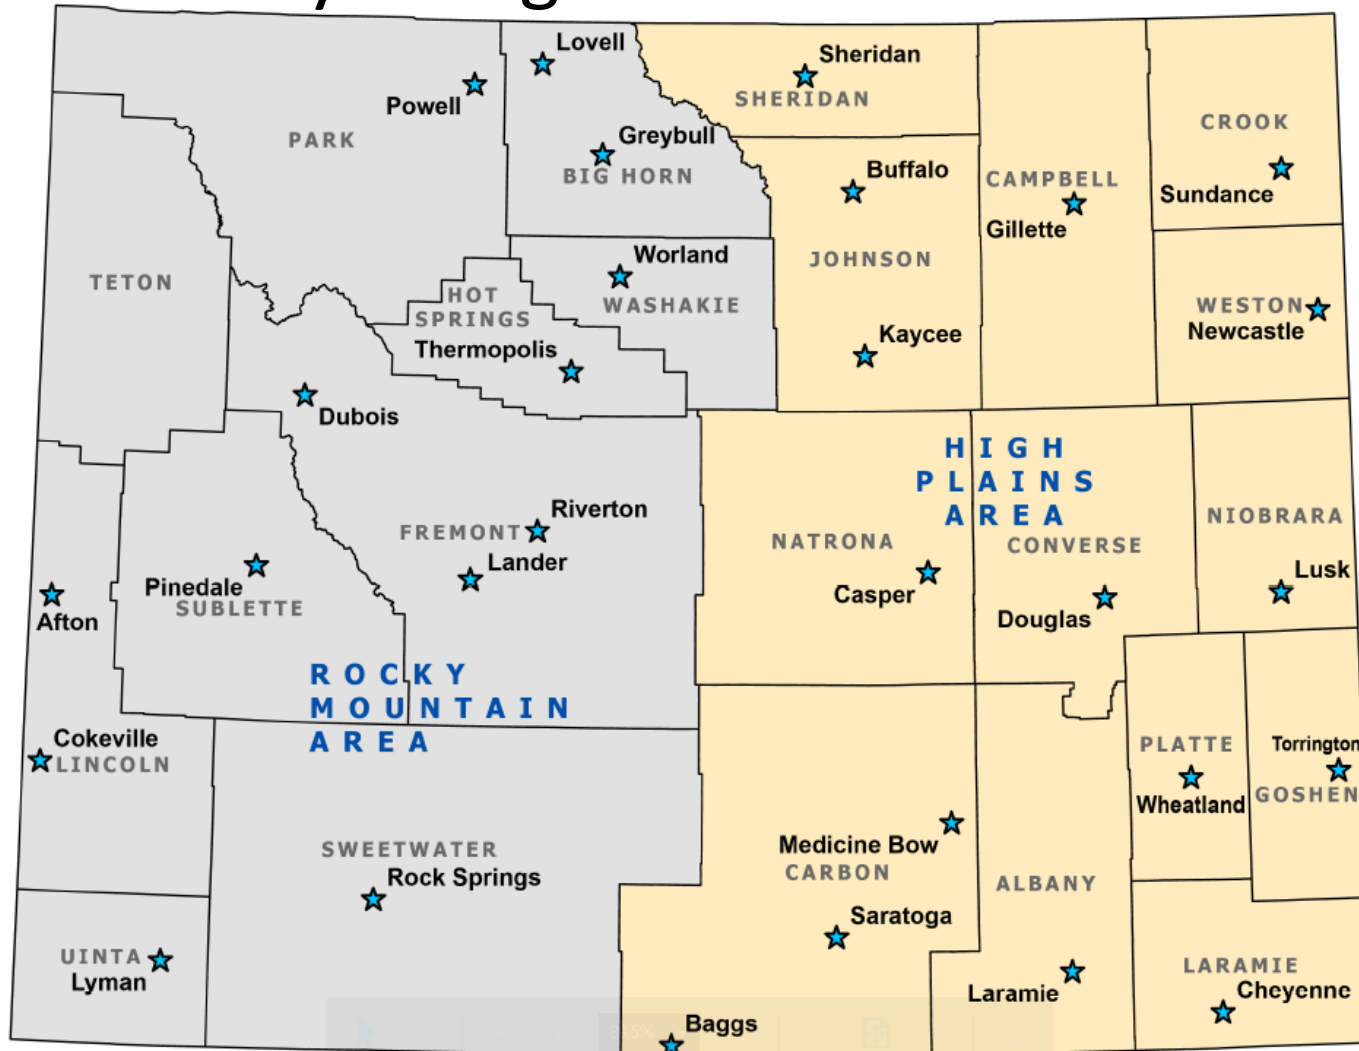 Lovell
Sheridan
Powell
SHERIDAN
PARK
CROOK
Greybull
BIG HORN
Buffalo
CAMPBELL
Sundance
Gillette
Worland
JOHNSON
TETON
HOT
SPRINGS
WASHAKIE
WESTON
Newcastle
Thermopolis
Kaycee
Dubois
HIGH
PLAINS
AREA
Riverton
FREMONT
Lander
NATRONA
CONVERSE
NIOBRARA
Pinedale
SUBLETTE
Casper
Lusk
Afton
Douglas
ROCKY
MOUNTAIN
AREA
Cokeville
LINCOLN
PLATTE
Wheatland
Torrington
GOSHEN
SWEETWATER
Rock Springs
Medicine Bow
CARBON
ALBANY
Saratoga
UINTA
Lyman
LARAMIE
Cheyenne
Laramie
Baggs